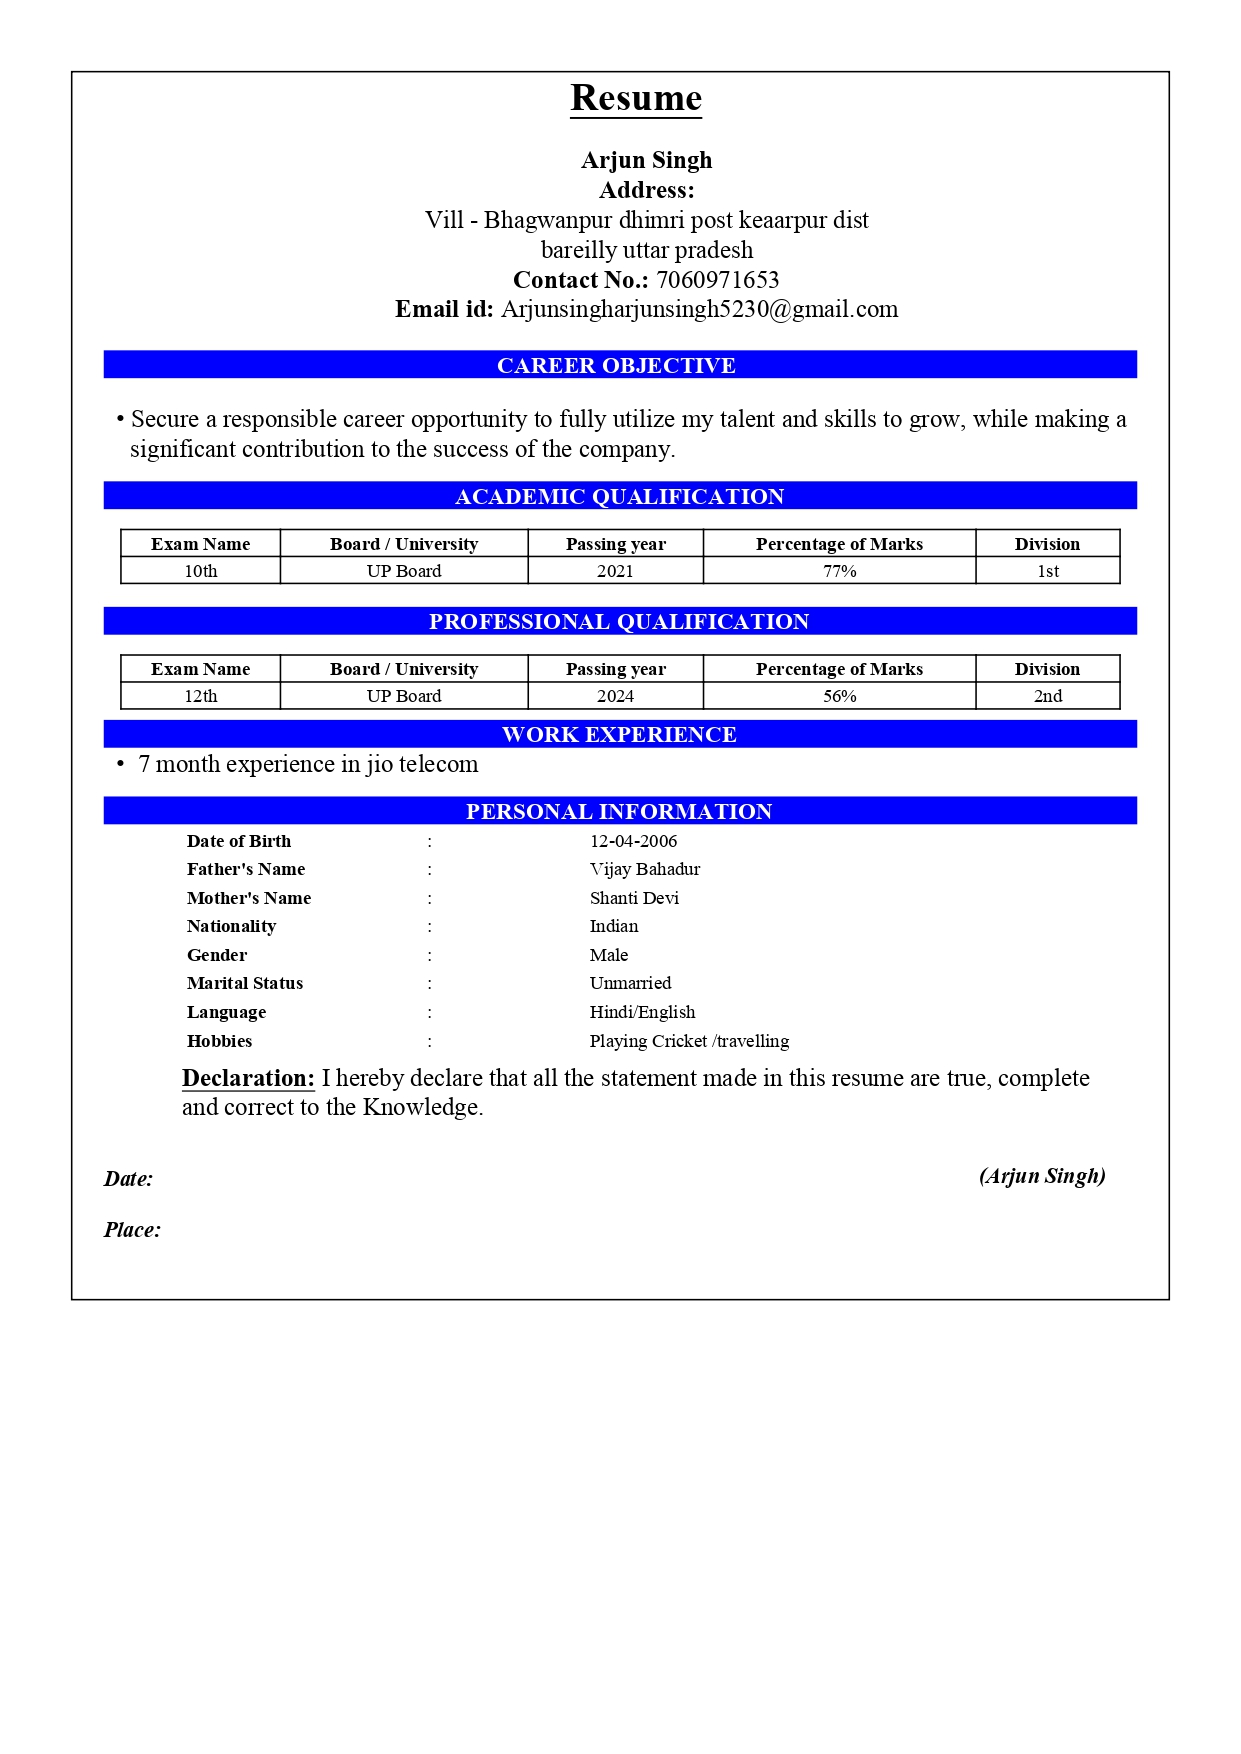 Resume
Arjun Singh
Address:
Vill - Bhagwanpur dhimri post keaarpur dist
bareilly uttar pradesh
Contact No.: 7060971653
Email id: Arjunsingharjunsingh5230@gmail.com
CAREER OBJECTIVE
• Secure a responsible career opportunity to fully utilize my talent and skills to grow, while making a
significant contribution to the success of the company.
ACADEMIC QUALIFICATION
Exam Name Board / University Passing year Percentage of Marks Division
10th UP Board 2021 77% 1st
PROFESSIONAL QUALIFICATION
Exam Name Board / University Passing year Percentage of Marks Division
12th UP Board 2024 56% 2nd
WORK EXPERIENCE
• 7 month experience in jio telecom
PERSONAL INFORMATION
Date of Birth : 12-04-2006
Father's Name : Vijay Bahadur
Mother's Name : Shanti Devi
Nationality : Indian
Gender : Male
Marital Status : Unmarried
Language : Hindi/English
Hobbies : Playing Cricket /travelling
Declaration: I hereby declare that all the statement made in this resume are true, complete
and correct to the Knowledge.
Date: (Arjun Singh)
Place: